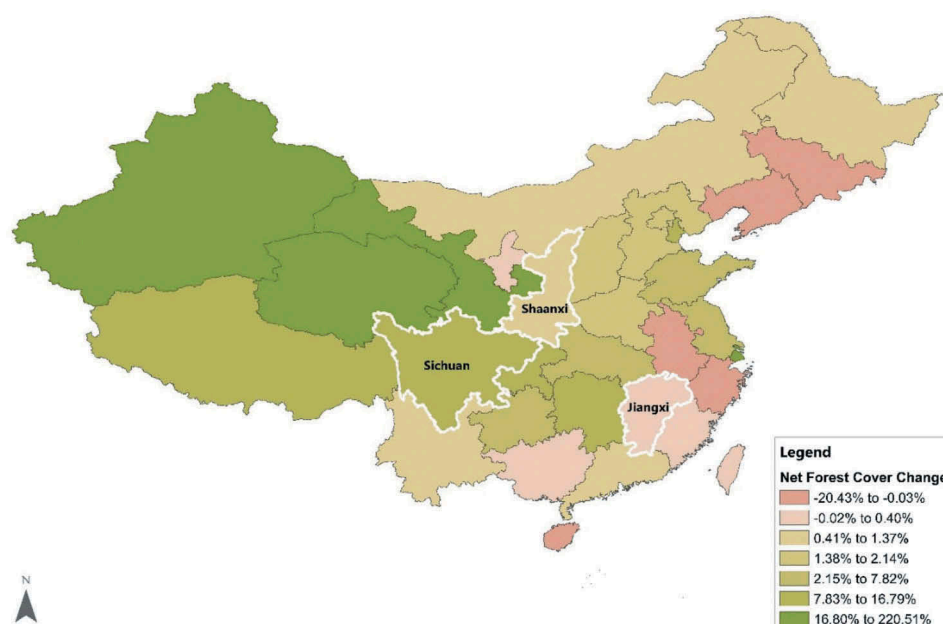 Shaanxi
Sichuan
Jiangxi
N
Legend
Net Forest Cover Change
-20.43% to -0.03%
-0.02% to 0.40%
0.41% to 1.37%
1.38% to 2.14%
2.15% to 7.82%
7.83% to 16.79%
16.80% to 220.51%